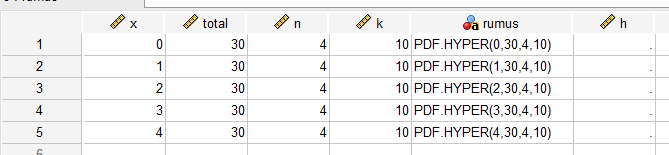 x total n k rumus h
1 0 30 4 10 PDF.HYPER(0,30,4,10) .
2 1 30 4 10 PDF.HYPER(1,30,4,10) .
3 2 30 4 10 PDF.HYPER(2,30,4,10) .
4 3 30 4 10 PDF.HYPER(3,30,4,10) .
5 4 30 4 10 PDF.HYPER(4,30,4,10) .